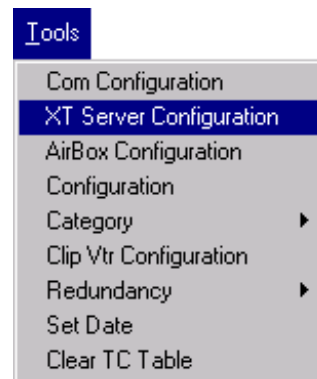 Tools
Com Configuration
XT Server Configuration
AirBox Configuration
Configuration
Category
Clip Vtr Configuration
Redundancy
Set Date
Clear TC Table